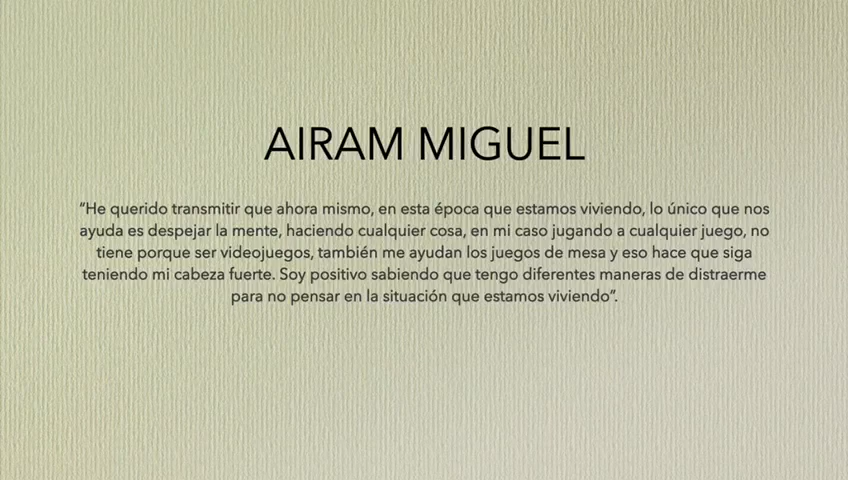 AIRAM MIGUEL
“He querido transmitir que ahora mismo, en esta época que estamos viviendo, lo único que nos
ayuda es despejar la mente, haciendo cualquier cosa, en mi caso jugando a cualquier juego, no
tiene porque ser videojuegos, también me ayudan los juegos de mesa y eso hace que siga
teniendo mi cabeza fuerte. Soy positivo sabiendo que tengo diferentes maneras de distraerme
para no pensar en la situación que estamos viviendo”.